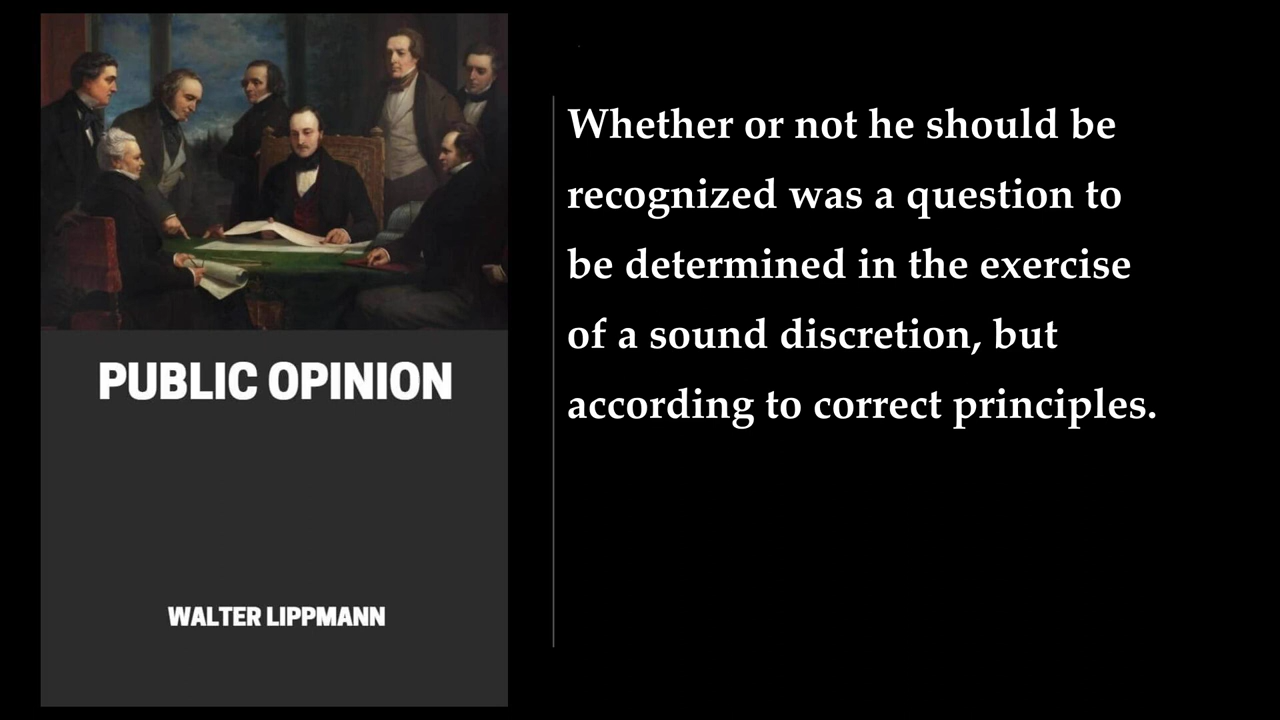 PUBLIC OPINION
WALTER LIPPMANN
Whether or not he should be
recognized was a question to
be determined in the exercise
of a sound discretion, but
according to correct principles.